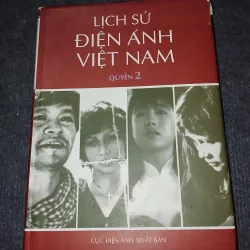 LỊCH SỬ
ĐIỆN ẢNH
VIỆT NAM
QUYỂN 2
CỤC ĐIỆN ẢNH XUẤT BẢN